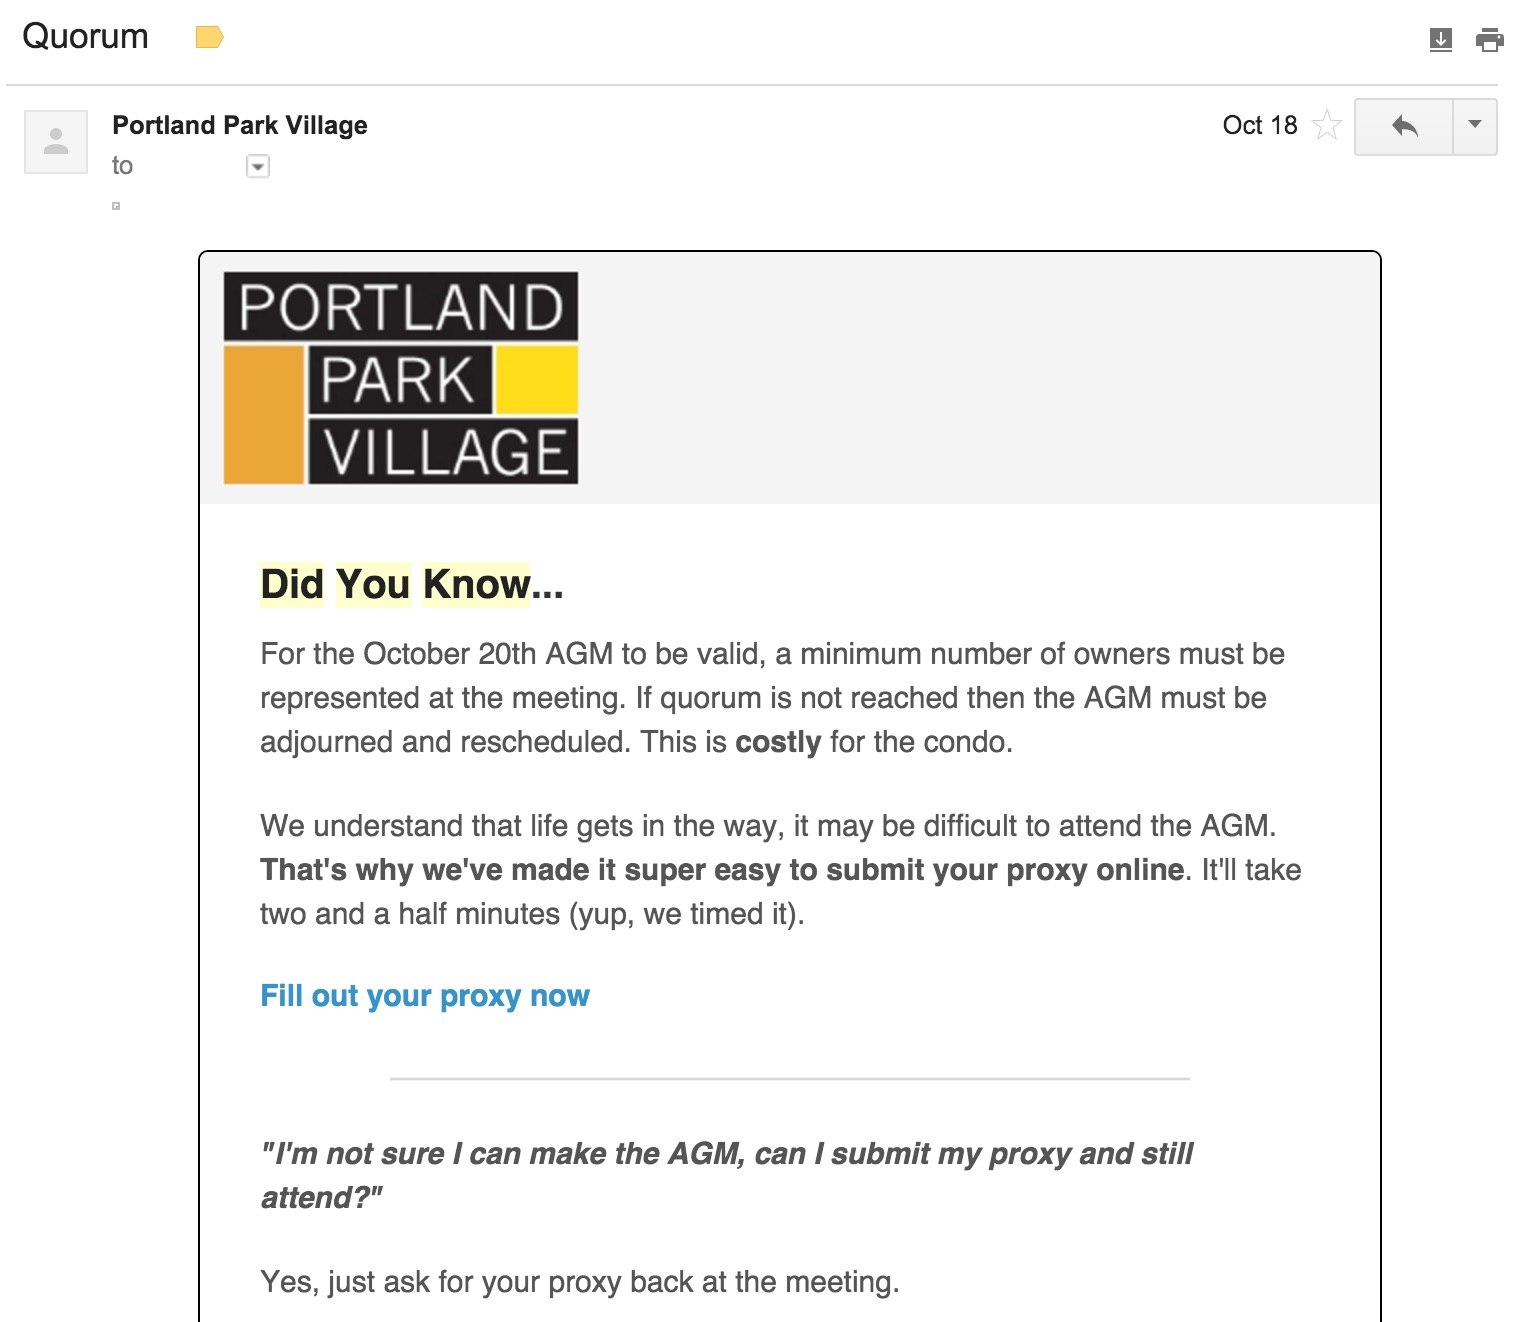 Quorum
Portland Park Village
Oct 18
to
PORTLAND
PARK
VILLAGE
Did You Know...
For the October 20th AGM to be valid, a minimum number of owners must be
represented at the meeting. If quorum is not reached then the AGM must be
adjourned and rescheduled. This is costly for the condo.
We understand that life gets in the way, it may be difficult to attend the AGM.
That's why we've made it super easy to submit your proxy online. It'll take
two and a half minutes (yup, we timed it).
Fill out your proxy now
"I'm not sure I can make the AGM, can I submit my proxy and still
attend?"
Yes, just ask for your proxy back at the meeting.